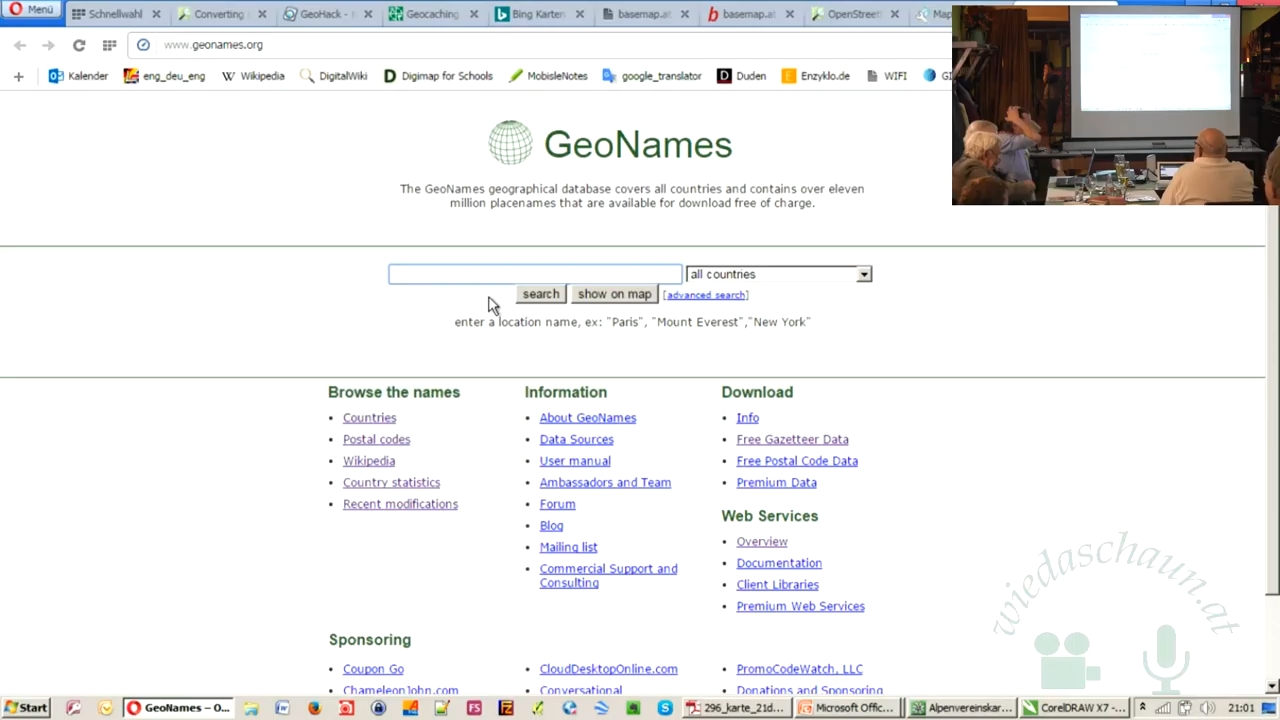 Menü
Schnellwahl
Converting
GeoHack -
Geocaching
Bing Karten
basemap.at
basemap.at
OpenStreet
Map
www.geonames.org
Kalender
eng_deu_eng
Wikipedia
DigitalWiki
Digimap for Schools
MobisleNotes
google_translator
Duden
Enzyklo.de
WIFI
GeoNames
The GeoNames geographical database covers all countries and contains over eleven
million placenames that are available for download free of charge.
all countries
search
show on map
[advanced search]
enter a location name, ex: "Paris", "Mount Everest","New York"
Browse the names
Countries
Postal codes
Wikipedia
Country statistics
Recent modifications
Information
About GeoNames
Data Sources
User manual
Ambassadors and Team
Forum
Blog
Mailing list
Commercial Support and
Consulting
Download
Info
Free Gazetteer Data
Free Postal Code Data
Premium Data
Web Services
Overview
Documentation
Client Libraries
Premium Web Services
wiedaschaun.at
Sponsoring
Coupon Go
ChameleonJohn.com
CloudDesktopOnline.com
Conversational
PromoCodeWatch, LLC
Donations and Sponsoring
Start
GeoNames – O...
296_karte_21d...
Microsoft Offic...
Alpenvereinskar...
CorelDRAW X7 -...
21:01